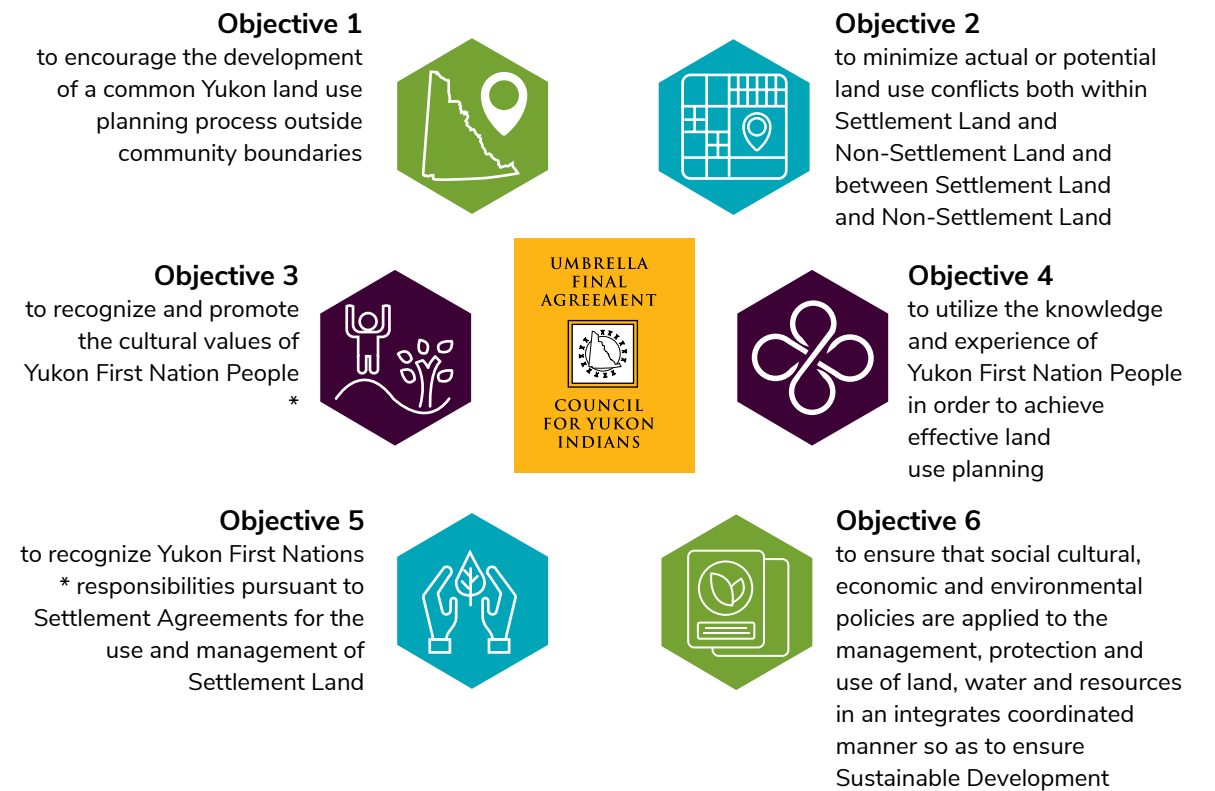 Objective 1
to encourage the development
of a common Yukon land use
planning process outside
community boundaries
Objective 2
to minimize actual or potential
land use conflicts both within
Settlement Land and
Non-Settlement Land and
between Settlement Land
and Non-Settlement Land
Objective 3
to recognize and promote
the cultural values of
Yukon First Nation People
*
UMBRELLA
FINAL
AGREEMENT
COUNCIL
FOR YUKON
INDIANS
Objective 4
to utilize the knowledge
and experience of
Yukon First Nation People
in order to achieve
effective land
use planning
Objective 5
to recognize Yukon First Nations
* responsibilities pursuant to
Settlement Agreements for the
use and management of
Settlement Land
Objective 6
to ensure that social cultural,
economic and environmental
policies are applied to the
management, protection and
use of land, water and resources
in an integrates coordinated
manner so as to ensure
Sustainable Development